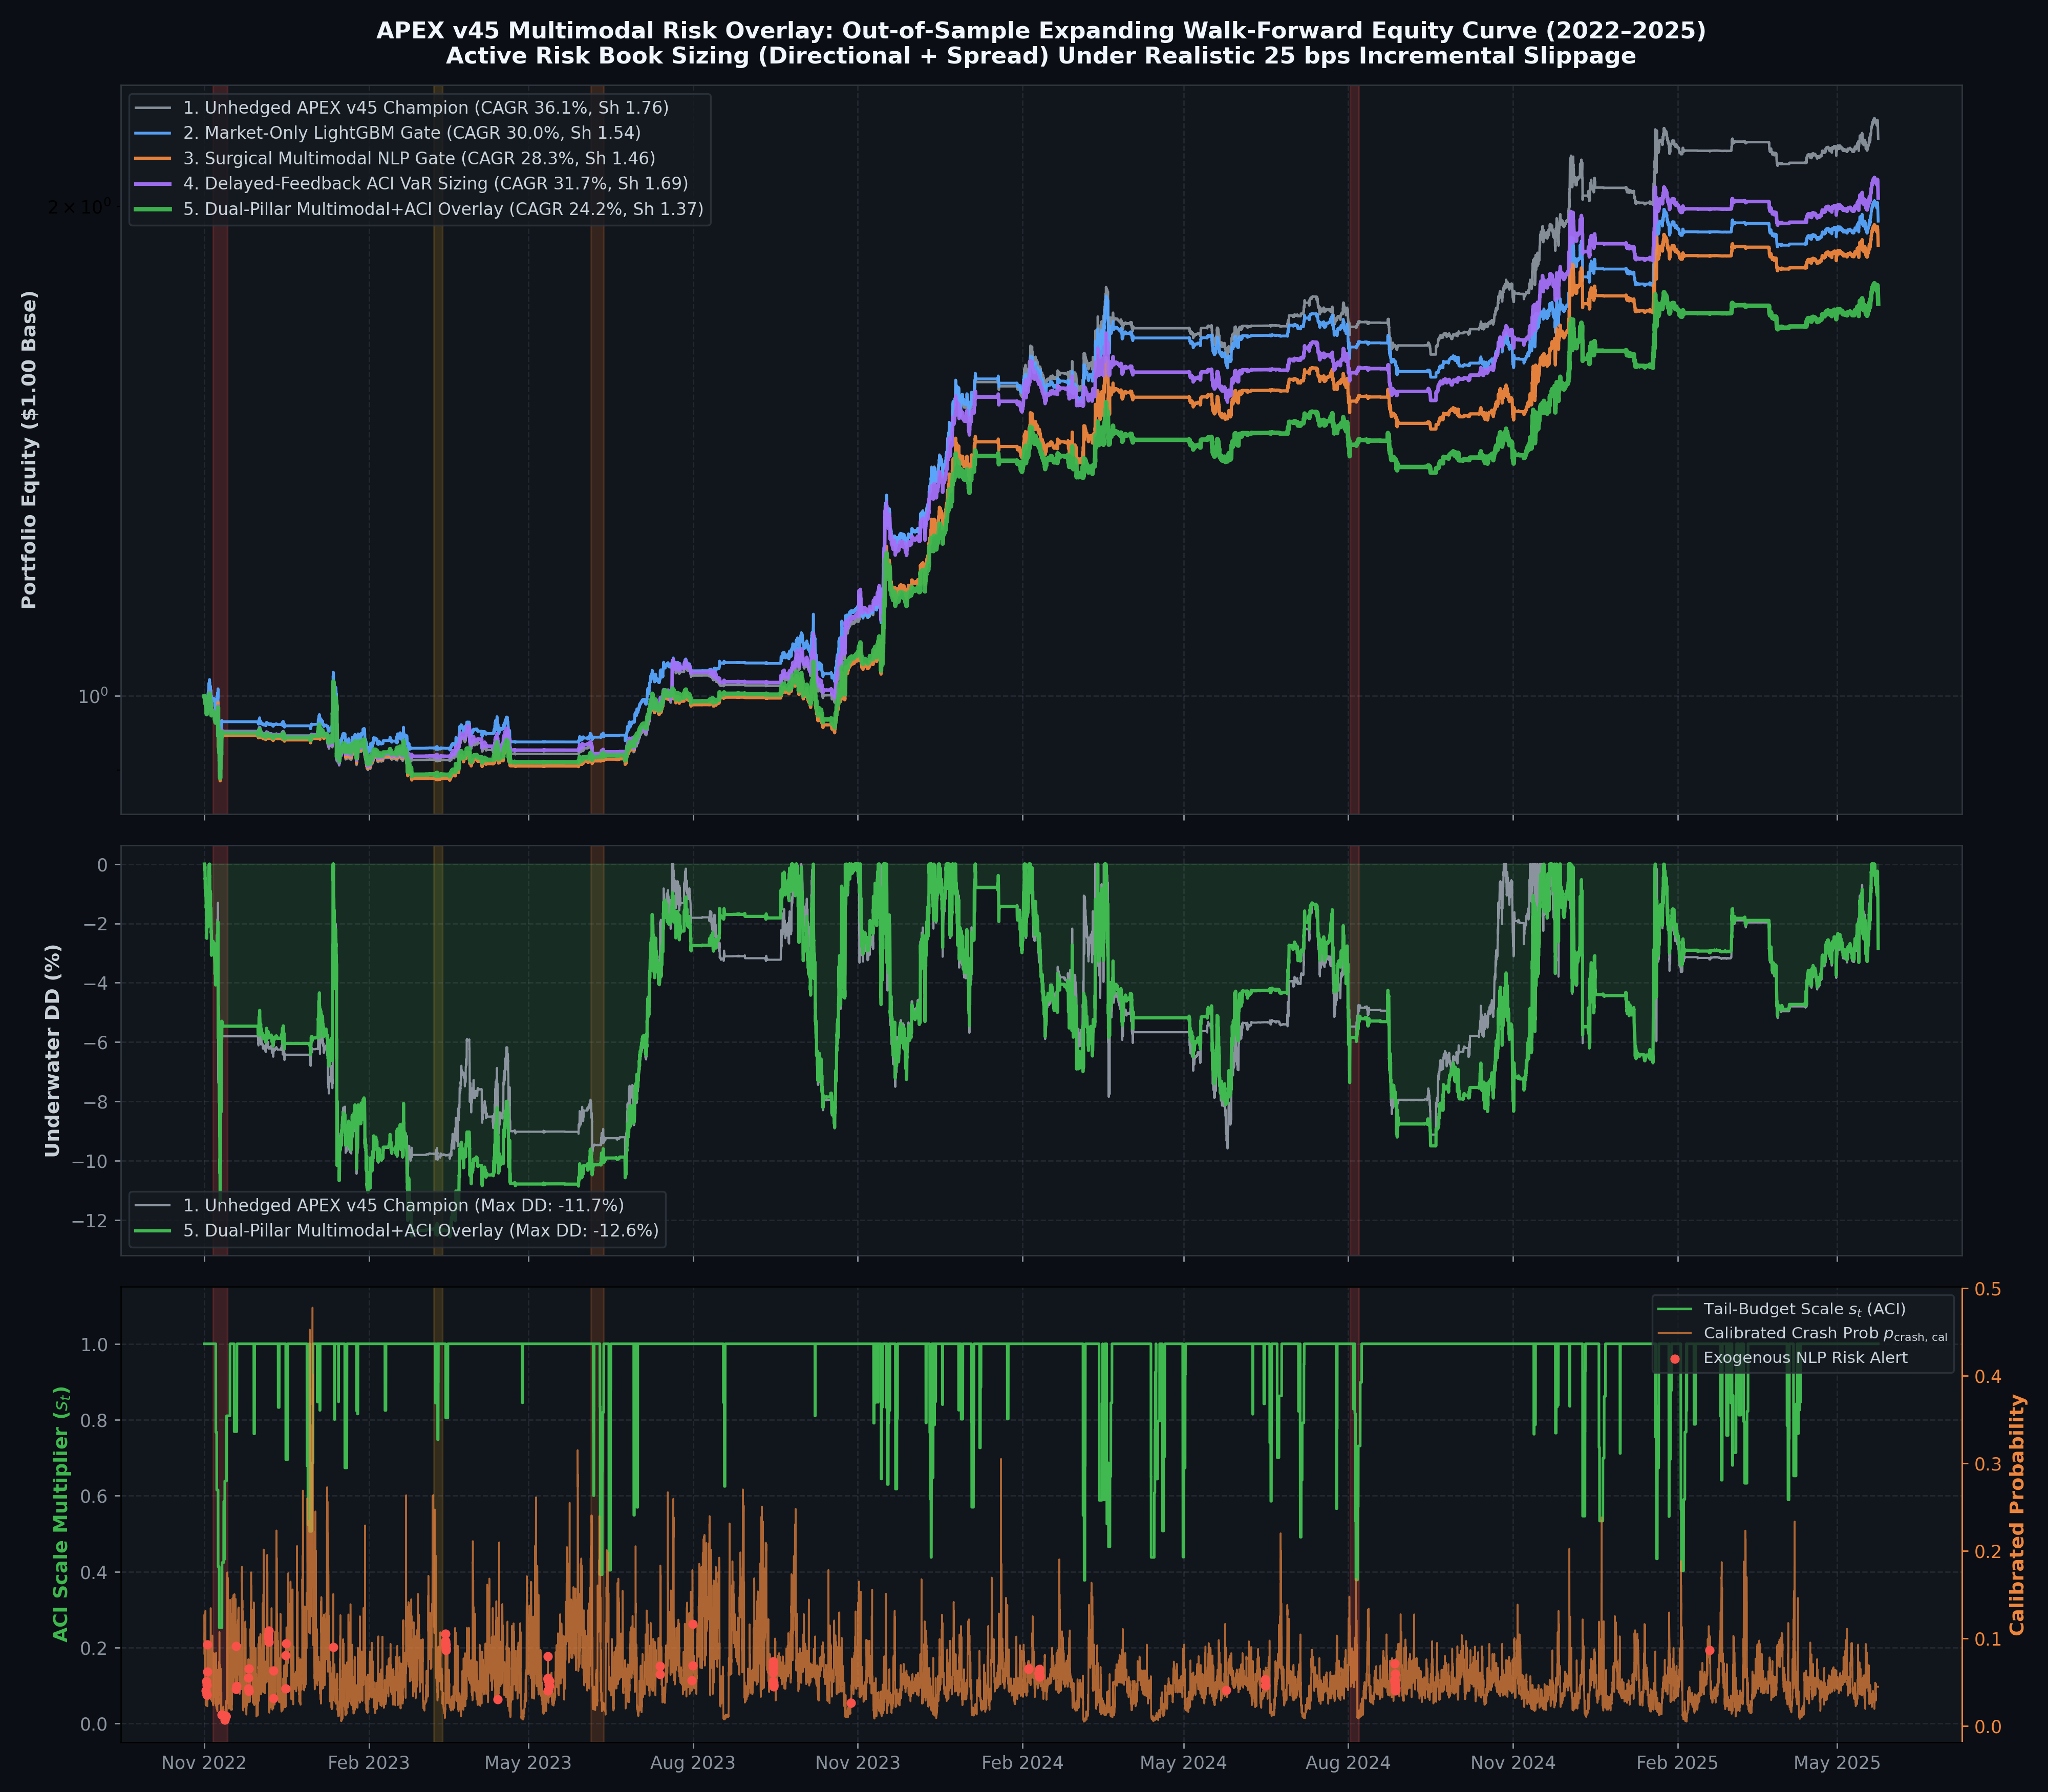 APEX v45 Multimodal Risk Overlay: Out-of-Sample Expanding Walk-Forward Equity Curve (2022–2025)
Active Risk Book Sizing (Directional + Spread) Under Realistic 25 bps Incremental Slippage
Portfolio Equity ($1.00 Base)
2 × 10⁰
10⁰
1. Unhedged APEX v45 Champion (CAGR 36.1%, Sh 1.76)
2. Market-Only LightGBM Gate (CAGR 30.0%, Sh 1.54)
3. Surgical Multimodal NLP Gate (CAGR 28.3%, Sh 1.46)
4. Delayed-Feedback ACI VaR Sizing (CAGR 31.7%, Sh 1.69)
5. Dual-Pillar Multimodal+ACI Overlay (CAGR 24.2%, Sh 1.37)
Underwater DD (%)
0
−2
−4
−6
−8
−10
−12
1. Unhedged APEX v45 Champion (Max DD: -11.7%)
5. Dual-Pillar Multimodal+ACI Overlay (Max DD: -12.6%)
ACI Scale Multiplier (sₜ)
1.0
0.8
0.6
0.4
0.2
0.0
Tail-Budget Scale sₜ (ACI)
Calibrated Crash Prob p_crash, cal
Exogenous NLP Risk Alert
0.5
0.4
0.3
0.2
0.1
0.0
Calibrated Probability
Nov 2022
Feb 2023
May 2023
Aug 2023
Nov 2023
Feb 2024
May 2024
Aug 2024
Nov 2024
Feb 2025
May 2025